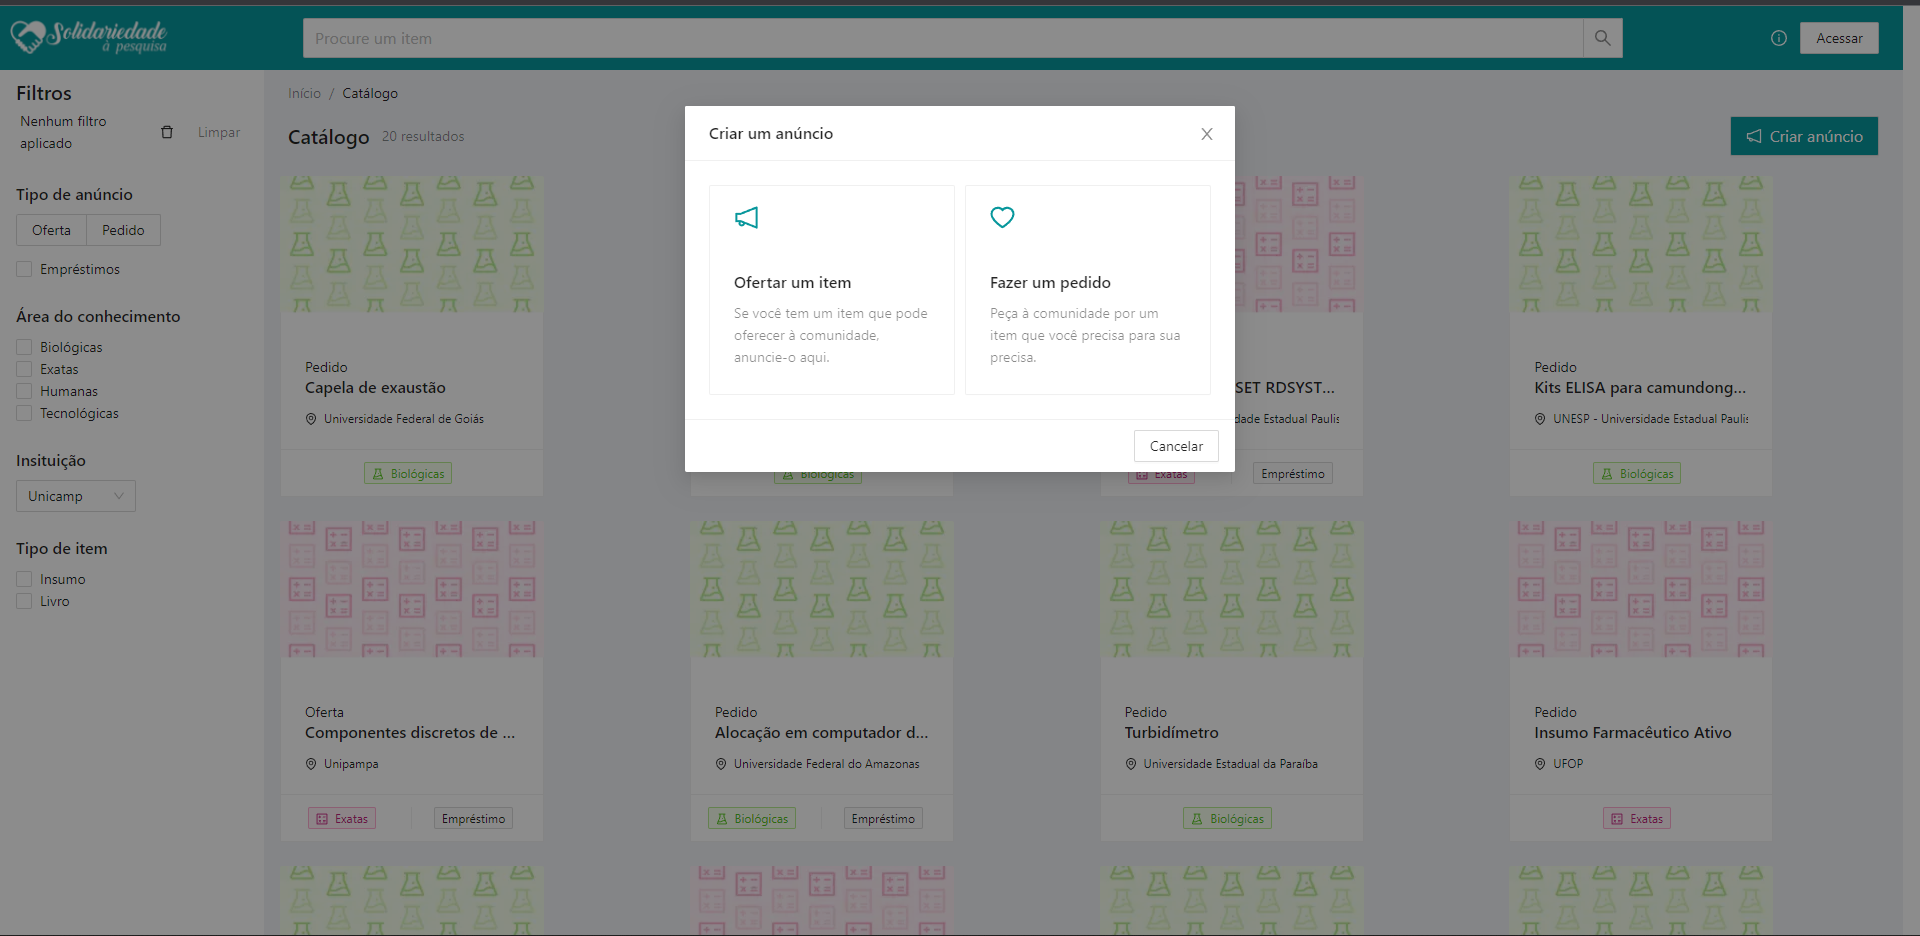 Solidariedade
à pesquisa
Procure um item
Acessar
Filtros
Nenhum filtro
aplicado
Limpar
Tipo de anúncio
Oferta
Pedido
Empréstimos
Área do conhecimento
Biológicas
Exatas
Humanas
Tecnológicas
Insituição
Unicamp
Tipo de item
Insumo
Livro
Início / Catálogo
Catálogo 20 resultados
Criar anúncio
Criar um anúncio
Ofertar um item
Se você tem um item que pode
oferecer à comunidade,
anuncie-o aqui.
Fazer um pedido
Peça à comunidade por um
item que você precisa para sua
precisa.
Cancelar
Pedido
Capela de exaustão
Universidade Federal de Goiás
Biológicas
Biológicas
SET RDSYST...
dade Estadual Paulis
Exatas
Empréstimo
Pedido
Kits ELISA para camundong...
UNESP - Universidade Estadual Paulis
Biológicas
Oferta
Componentes discretos de ...
Unipampa
Exatas
Empréstimo
Pedido
Alocação em computador d...
Universidade Federal do Amazonas
Biológicas
Empréstimo
Pedido
Turbidímetro
Universidade Estadual da Paraíba
Biológicas
Pedido
Insumo Farmacêutico Ativo
UFOP
Exatas